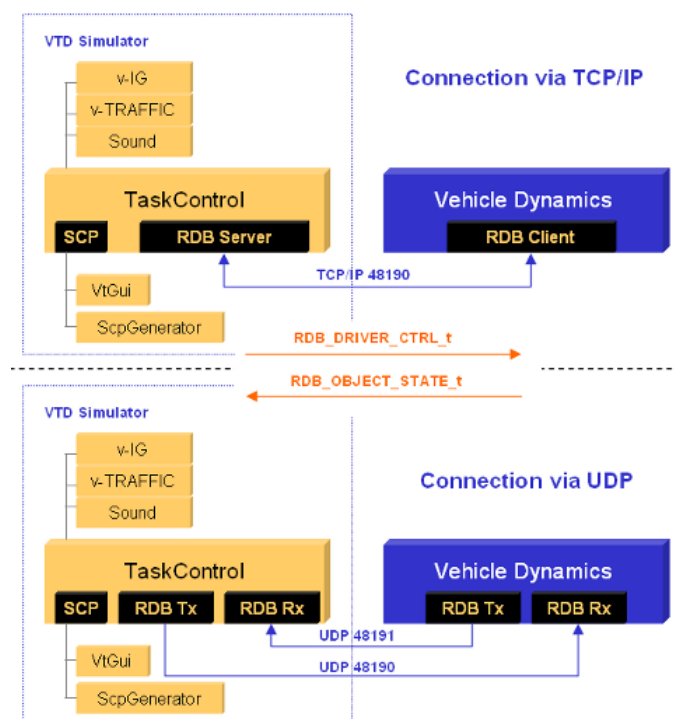 VTD Simulator
v-IG
v-TRAFFIC
Sound
Connection via TCP/IP
TaskControl
SCP
RDB Server
Vehicle Dynamics
RDB Client
TCP/IP 48190
VtGui
ScpGenerator
RDB_DRIVER_CTRL_t
RDB_OBJECT_STATE_t
VTD Simulator
v-IG
v-TRAFFIC
Sound
Connection via UDP
TaskControl
SCP
RDB Tx
RDB Rx
Vehicle Dynamics
RDB Tx
RDB Rx
UDP 48191
UDP 48190
VtGui
ScpGenerator